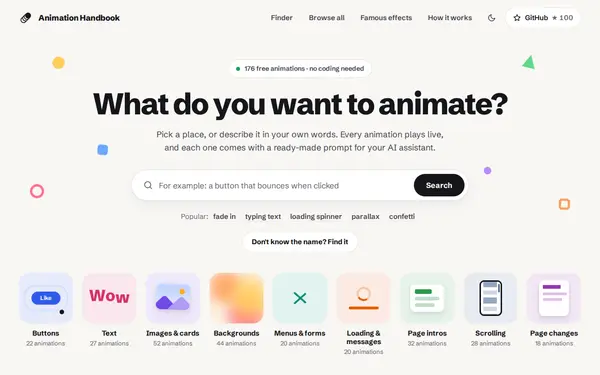 Animation Handbook
Finder
Browse all
Famous effects
How it works
GitHub ★ 100
176 free animations · no coding needed
What do you want to animate?
Pick a place, or describe it in your own words. Every animation plays live,
and each one comes with a ready-made prompt for your AI assistant.
For example: a button that bounces when clicked
Search
Popular: fade in typing text loading spinner parallax confetti
Don't know the name? Find it
Like
Wow
Buttons
22 animations
Text
27 animations
Images & cards
52 animations
Backgrounds
44 animations
Menus & forms
20 animations
Loading &
messages
20 animations
Page intros
32 animations
Scrolling
28 animations
Page changes
18 animations